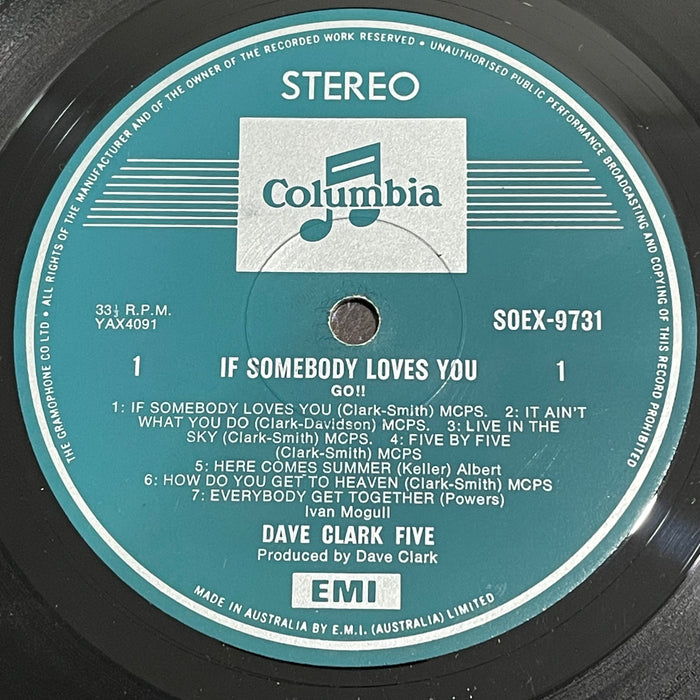 THE GRAMOPHONE CO LTD • ALL RIGHTS OF THE MANUFACTURER AND OF THE OWNER OF THE RECORDED WORK RESERVED • UNAUTHORISED PUBLIC PERFORMANCE BROADCASTING AND COPYING OF THIS RECORD PROHIBITED
STEREO
Columbia
33⅓ R.P.M.
YAX4091
SOEX-9731
1 IF SOMEBODY LOVES YOU 1
GO!!
1: IF SOMEBODY LOVES YOU (Clark-Smith) MCPS. 2: IT AIN'T
WHAT YOU DO (Clark-Davidson) MCPS. 3: LIVE IN THE
SKY (Clark-Smith) MCPS. 4: FIVE BY FIVE
(Clark-Smith) MCPS
5: HERE COMES SUMMER (Keller) Albert
6: HOW DO YOU GET TO HEAVEN (Clark-Smith) MCPS
7: EVERYBODY GET TOGETHER (Powers)
Ivan Mogull
DAVE CLARK FIVE
Produced by Dave Clark
EMI
MADE IN AUSTRALIA BY E.M.I. (AUSTRALIA) LIMITED